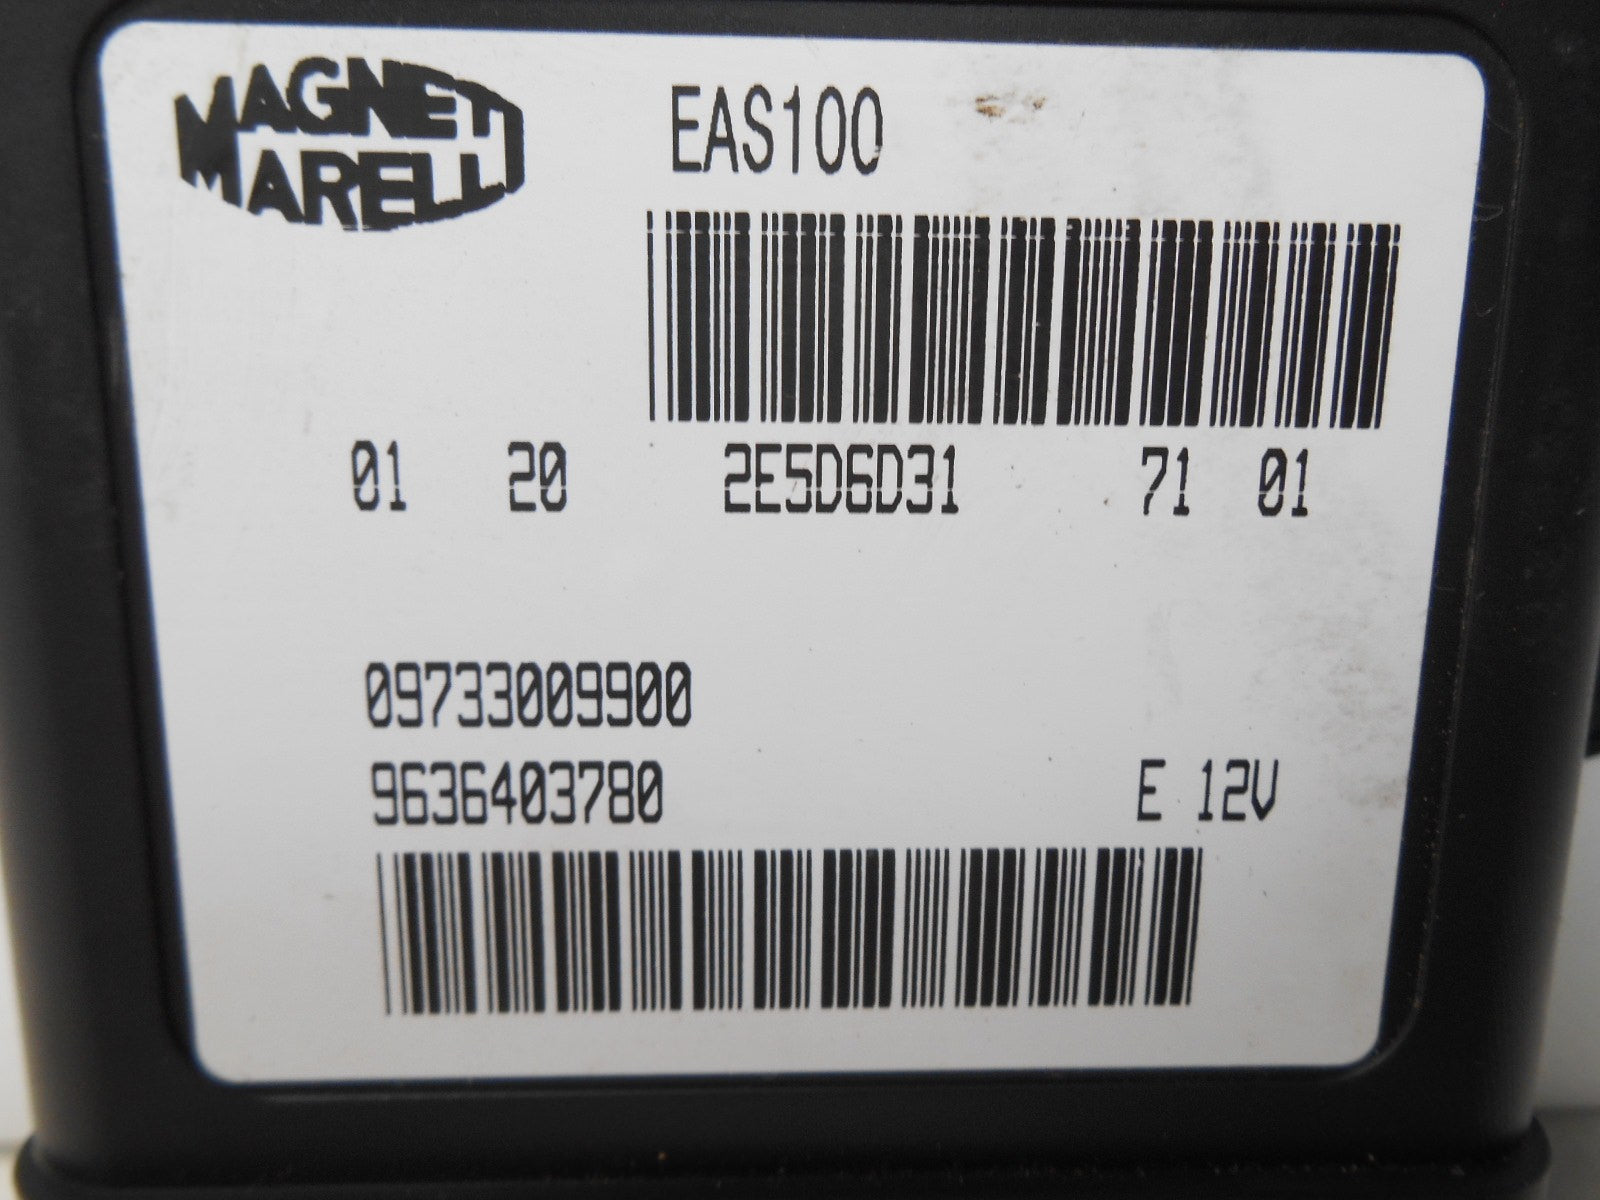 MAGNETI
MARELLI
EAS100
01 20 2E5D6D31 71 01
09733009900
9636403780 E 12V